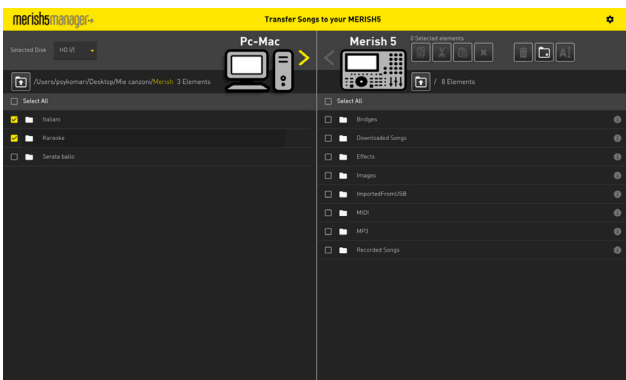 merish5manager
Transfer Songs to your MERISH5
Selected Disk HD (/)
Pc-Mac
Merish 5
0 Selected elements
AI
/Users/psykomari/Desktop/Mie canzoni/Merish 3 Elements
/ 8 Elements
Select All
Italiani
Karaoke
Serata ballo
Select All
Bridges
Downloaded Songs
Effects
Images
ImportedFromUSB
MIDI
MP3
Recorded Songs